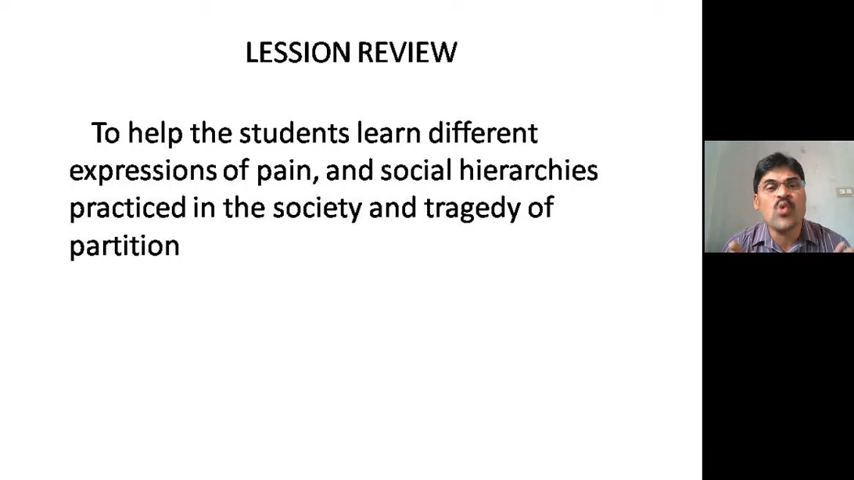 LESSION REVIEW
To help the students learn different
expressions of pain, and social hierarchies
practiced in the society and tragedy of
partition